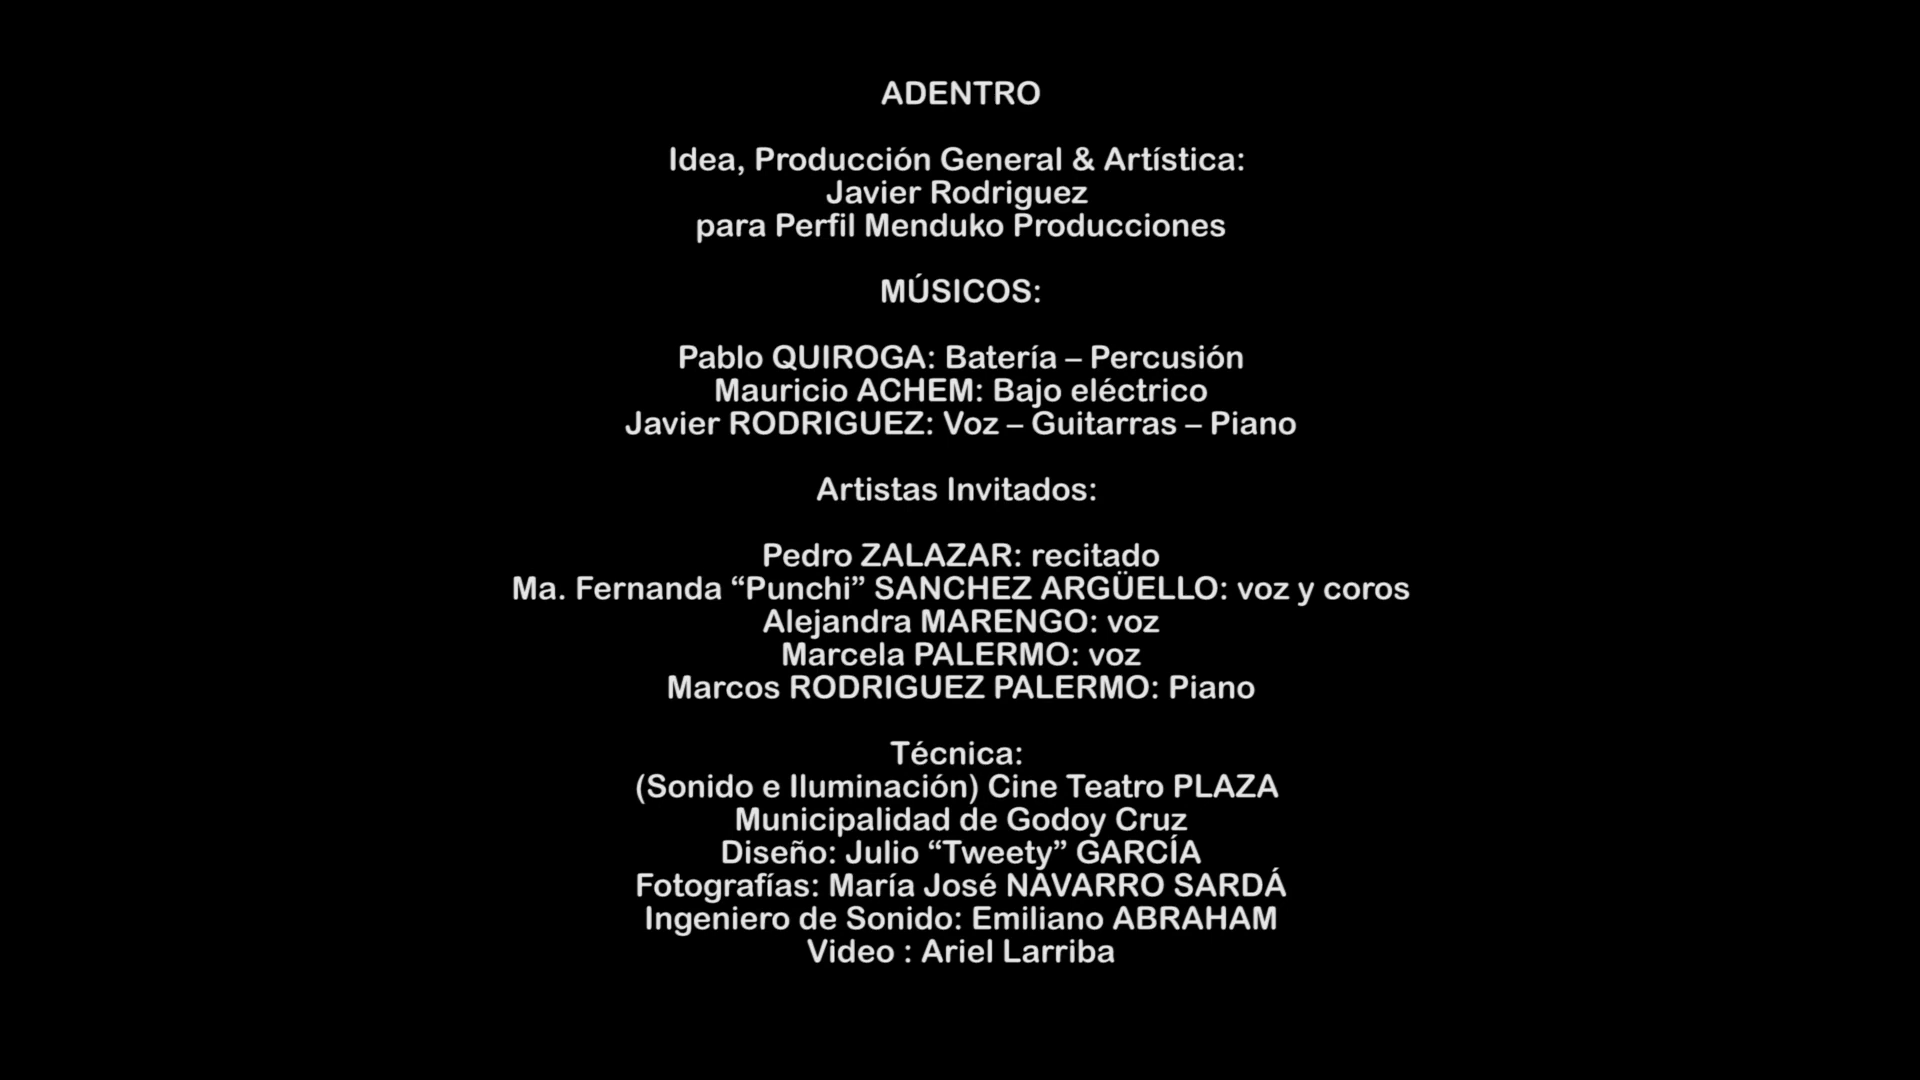 ADENTRO
Idea, Producción General & Artística:
Javier Rodriguez
para Perfil Menduko Producciones
MÚSICOS:
Pablo QUIROGA: Batería – Percusión
Mauricio ACHEM: Bajo eléctrico
Javier RODRIGUEZ: Voz – Guitarras – Piano
Artistas Invitados:
Pedro ZALAZAR: recitado
Ma. Fernanda “Punchi” SANCHEZ ARGÜELLO: voz y coros
Alejandra MARENGO: voz
Marcela PALERMO: voz
Marcos RODRIGUEZ PALERMO: Piano
Técnica:
(Sonido e Iluminación) Cine Teatro PLAZA
Municipalidad de Godoy Cruz
Diseño: Julio “Tweety” GARCÍA
Fotografías: María José NAVARRO SARDÁ
Ingeniero de Sonido: Emiliano ABRAHAM
Video : Ariel Larriba